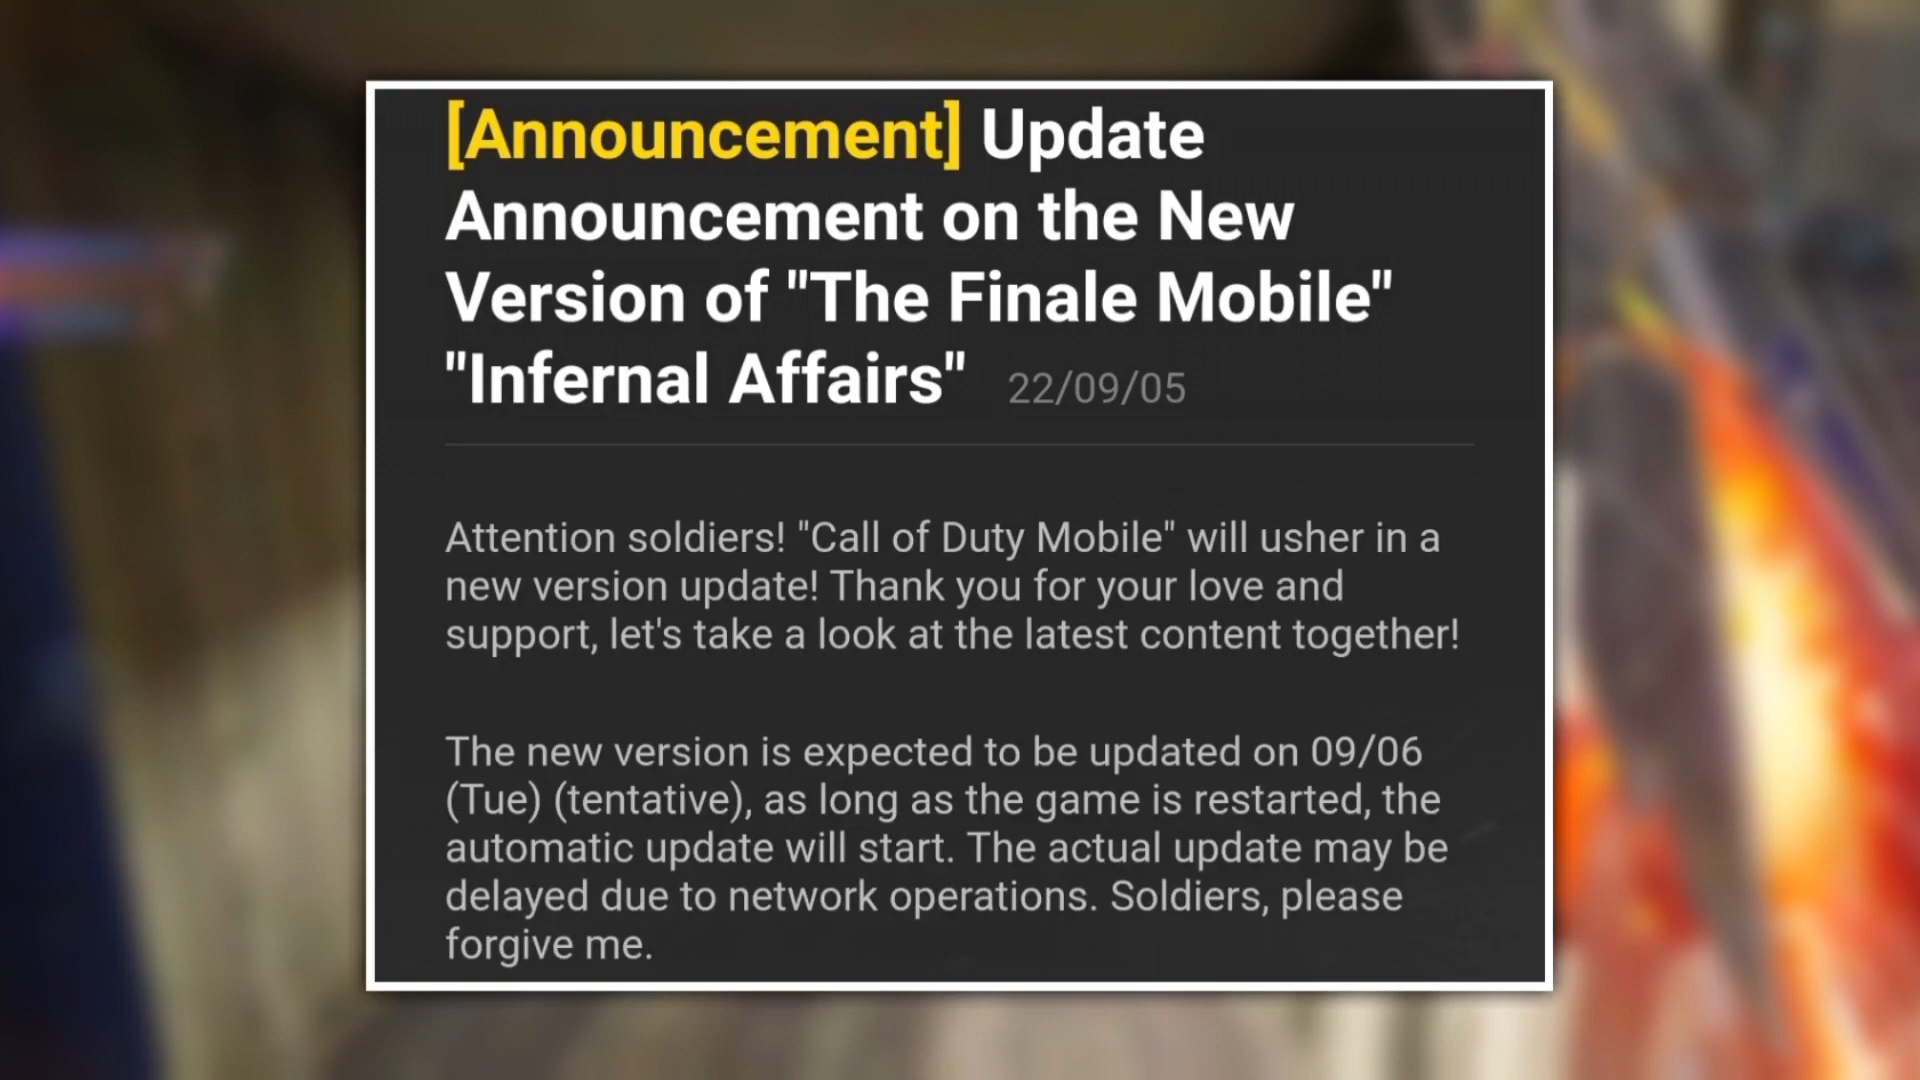 [Announcement] Update
Announcement on the New
Version of "The Finale Mobile"
"Infernal Affairs" 22/09/05
Attention soldiers! "Call of Duty Mobile" will usher in a
new version update! Thank you for your love and
support, let's take a look at the latest content together!
The new version is expected to be updated on 09/06
(Tue) (tentative), as long as the game is restarted, the
automatic update will start. The actual update may be
delayed due to network operations. Soldiers, please
forgive me.